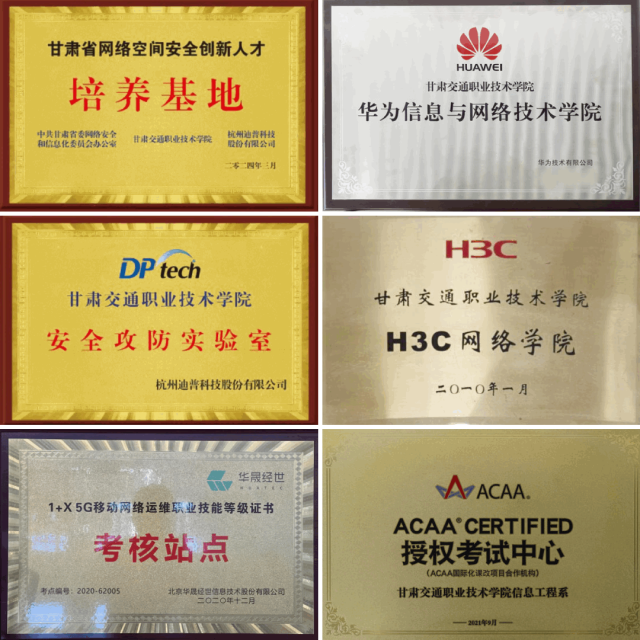 甘肃省网络空间安全创新人才
培养基地
中共甘肃省委网络安全
和信息化委员会办公室
甘肃交通职业技术学院
杭州迪普科技
股份有限公司
二零二四年三月
HUAWEI
甘肃交通职业技术学院
华为信息与网络技术学院
华为技术有限公司
DPtech
甘肃交通职业技术学院
安全攻防实验室
杭州迪普科技股份有限公司
H3C
甘肃交通职业技术学院
H3C网络学院
二〇一〇年一月
华晟经世
HUATEC
1+X 5G移动网络运维职业技能等级证书
考核站点
考点编号：2020-62005
北京华晟经世信息技术股份有限公司
二〇二〇年十二月
ACAA®
ACAA® CERTIFIED
授权考试中心
(ACAA国际化课改项目合作机构)
甘肃交通职业技术学院信息工程系
2021年9月